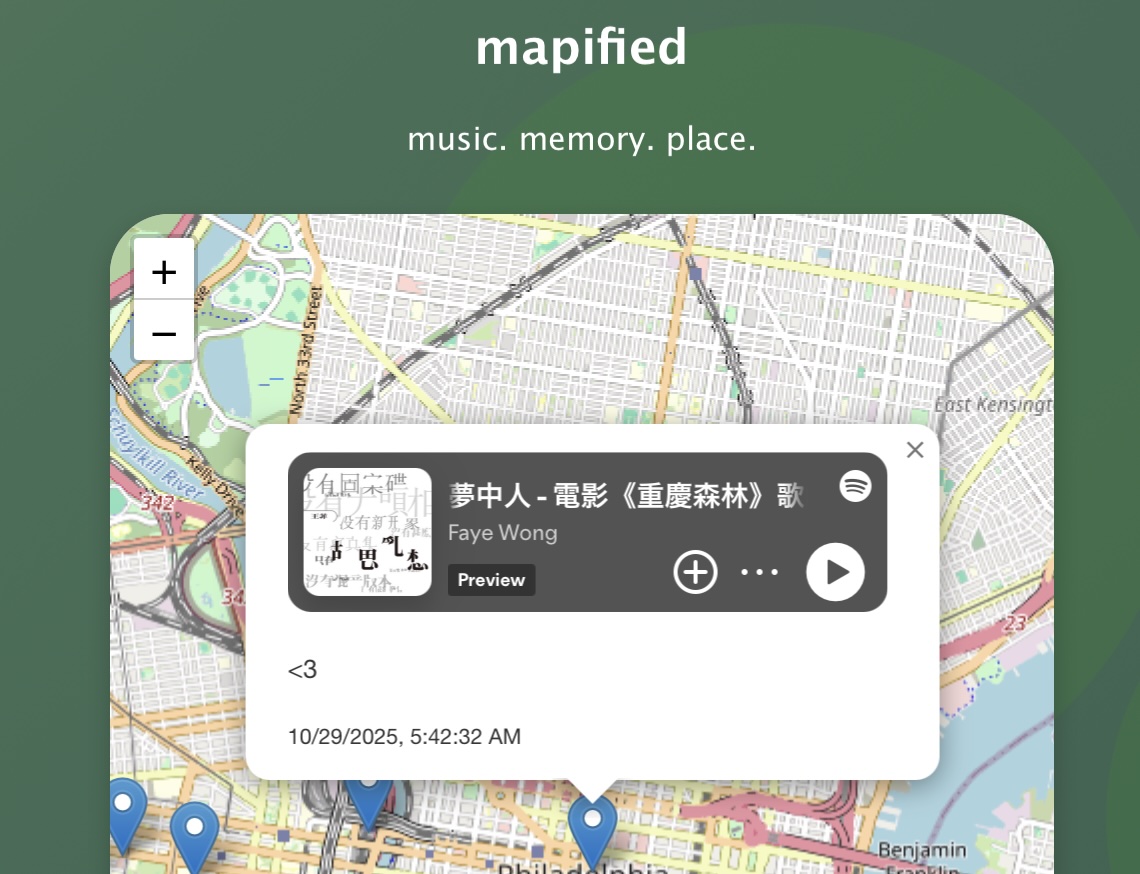 mapified
music. memory. place.
+
−
North 33rd Street
East Kensingt
Schuylkill River
Kelly Drive
342
34
23
×
夢中人 - 電影《重慶森林》歌
Faye Wong
Preview
<3
10/29/2025, 5:42:32 AM
Philadelphia
Benjamin
Franklin